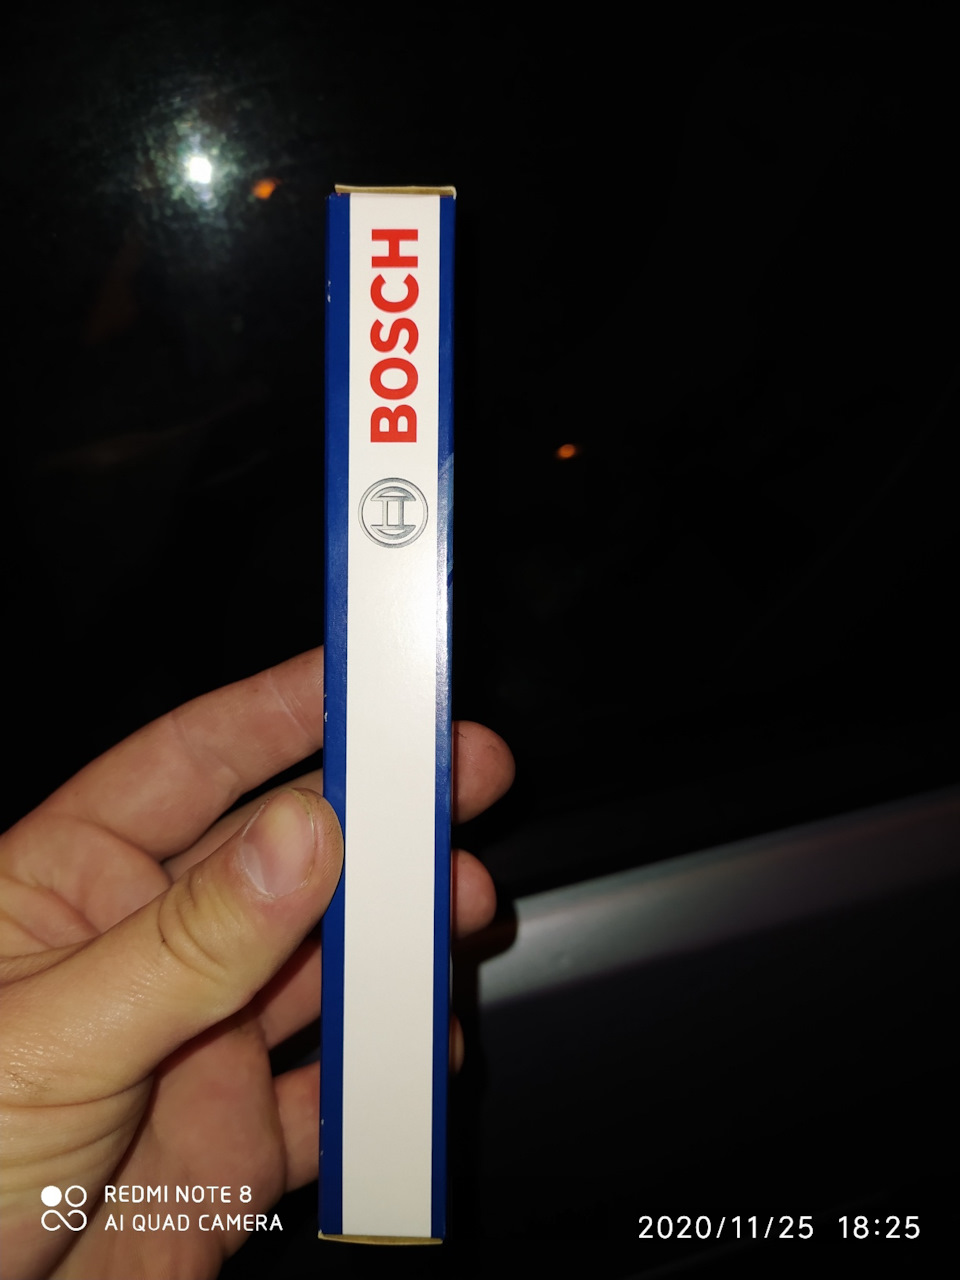 BOSCH
REDMI NOTE 8
AI QUAD CAMERA
2020/11/25 18:25